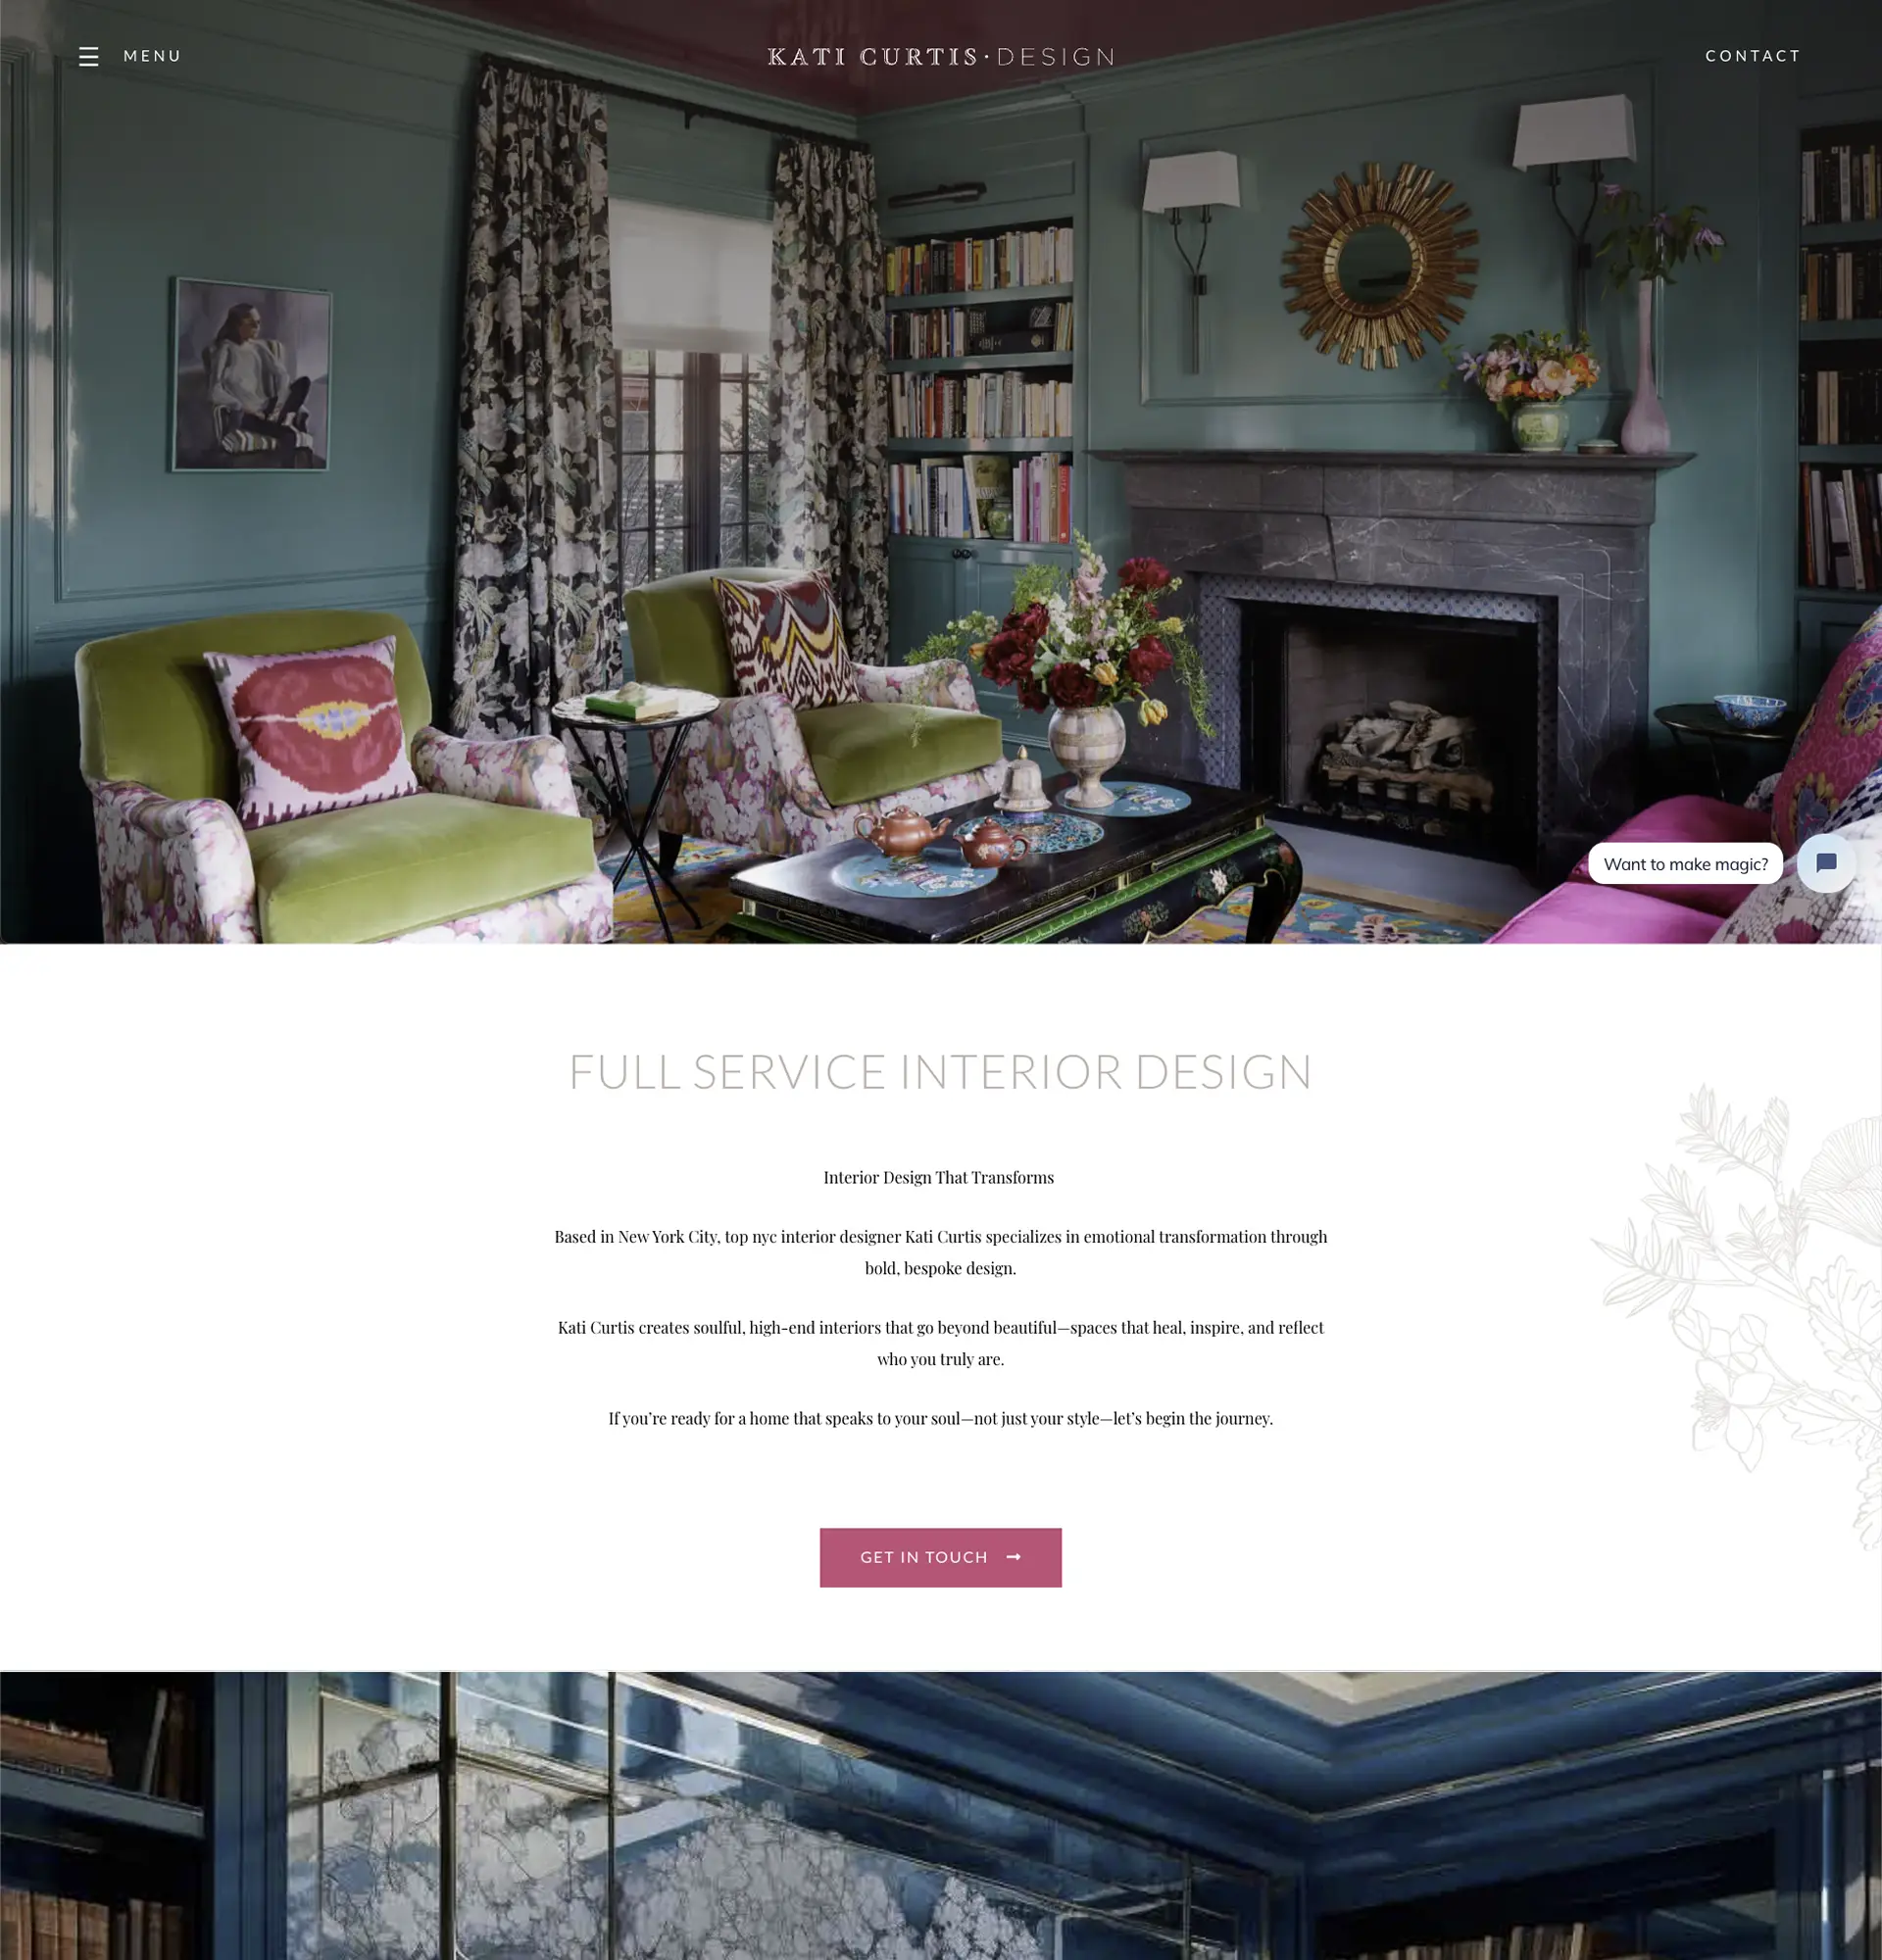 MENU
KATI CURTIS·DESIGN
CONTACT
Want to make magic?
FULL SERVICE INTERIOR DESIGN
Interior Design That Transforms
Based in New York City, top nyc interior designer Kati Curtis specializes in emotional transformation through
bold, bespoke design.
Kati Curtis creates soulful, high-end interiors that go beyond beautiful—spaces that heal, inspire, and reflect
who you truly are.
If you’re ready for a home that speaks to your soul—not just your style—let’s begin the journey.
GET IN TOUCH